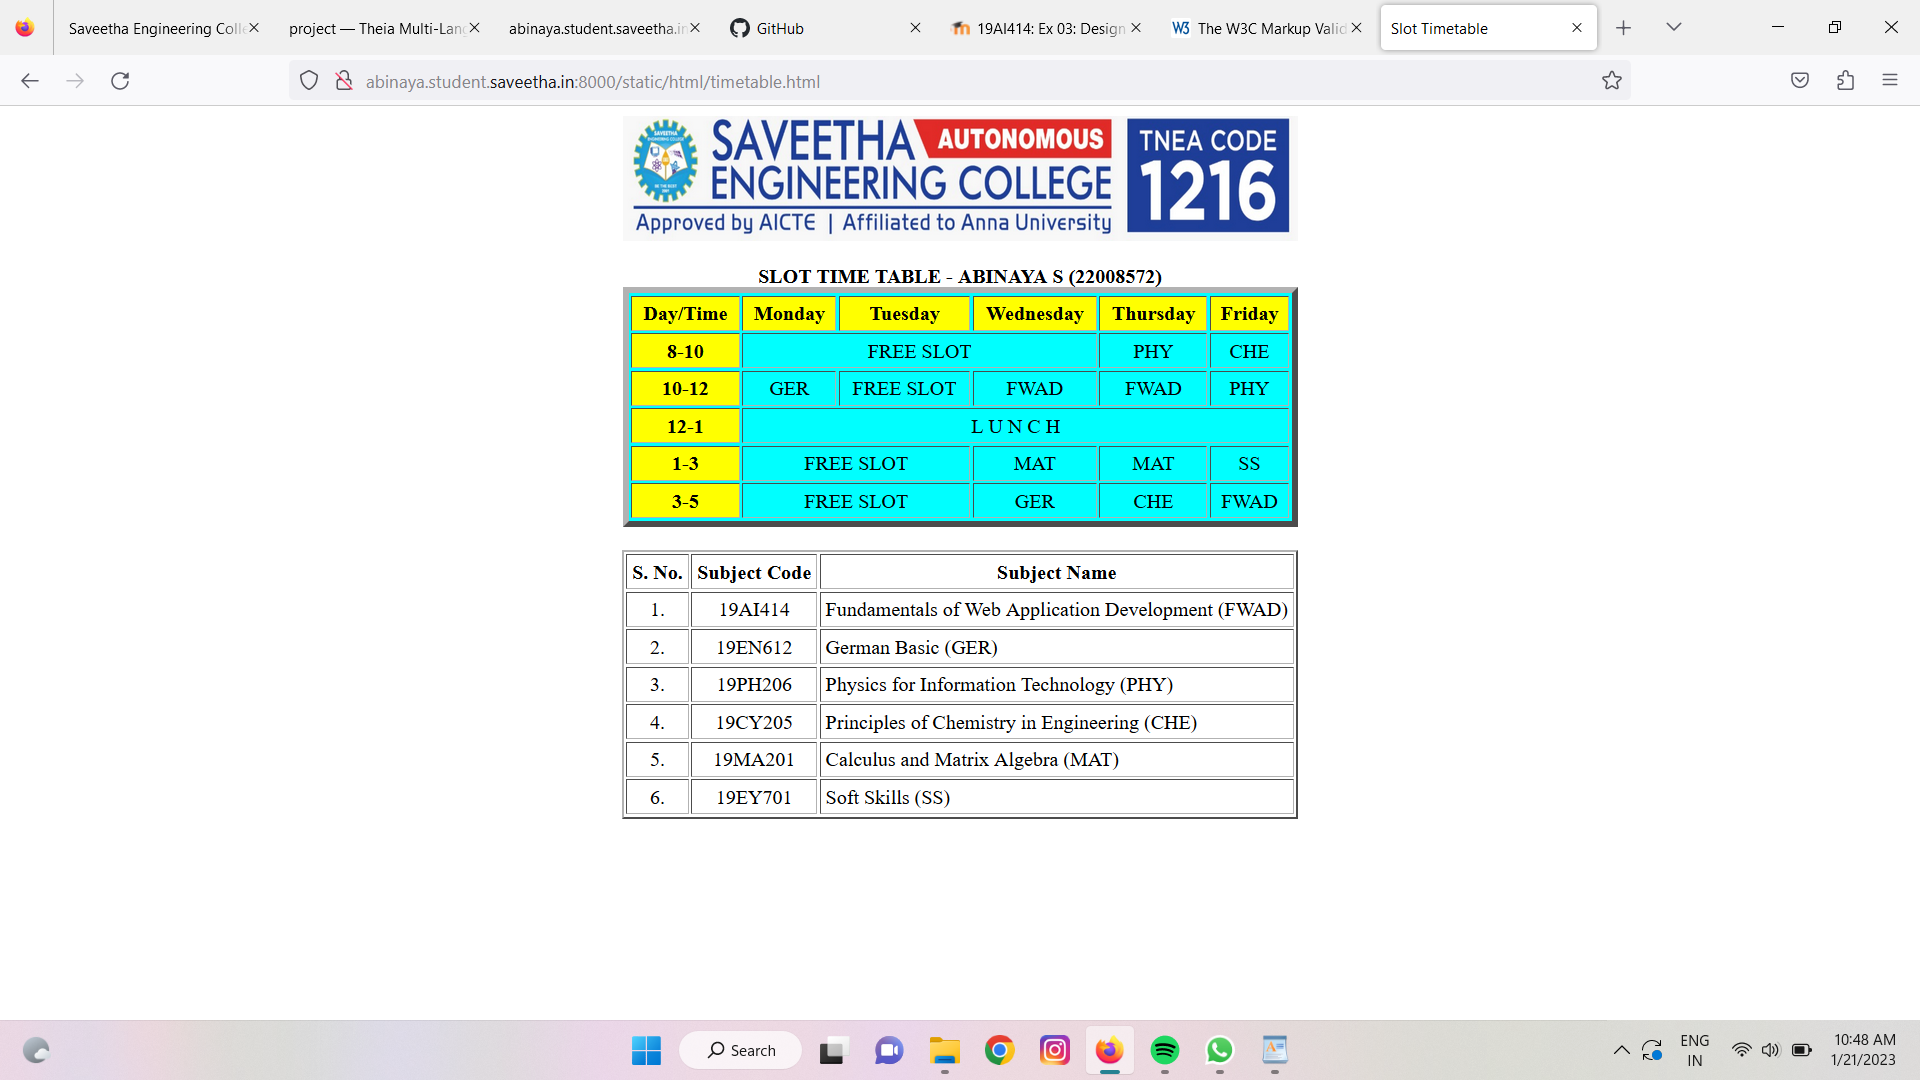 Saveetha Engineering Colle
project — Theia Multi-Lang
abinaya.student.saveetha.in
GitHub
19AI414: Ex 03: Design
W3 The W3C Markup Valid
Slot Timetable
abinaya.student.saveetha.in:8000/static/html/timetable.html
SAVEETHA AUTONOMOUS
ENGINEERING COLLEGE
Approved by AICTE | Affiliated to Anna University
TNEA CODE
1216
SLOT TIME TABLE - ABINAYA S (22008572)
Day/Time Monday Tuesday Wednesday Thursday Friday
8-10 FREE SLOT PHY CHE
10-12 GER FREE SLOT FWAD FWAD PHY
12-1 L U N C H
1-3 FREE SLOT MAT MAT SS
3-5 FREE SLOT GER CHE FWAD
S. No. Subject Code Subject Name
1. 19AI414 Fundamentals of Web Application Development (FWAD)
2. 19EN612 German Basic (GER)
3. 19PH206 Physics for Information Technology (PHY)
4. 19CY205 Principles of Chemistry in Engineering (CHE)
5. 19MA201 Calculus and Matrix Algebra (MAT)
6. 19EY701 Soft Skills (SS)
Search
ENG
IN
10:48 AM
1/21/2023